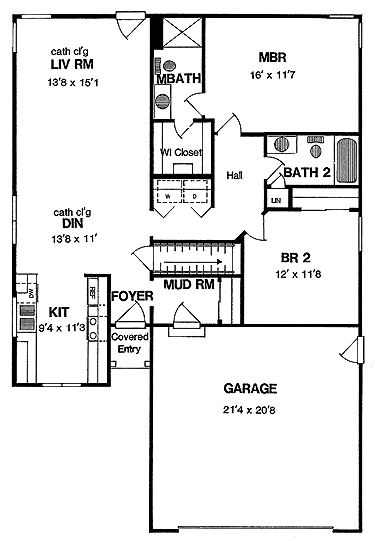 cath cl'g
LIV RM
13'8 x 15'1
MBATH
MBR
16' x 11'7
WI Closet
Hall
BATH 2
LIN
W
D
cath cl'g
DIN
13'8 x 11'
BR 2
12' x 11'8
DW
REF
FOYER
MUD RM
KIT
9'4 x 11'3
Covered
Entry
GARAGE
21'4 x 20'8